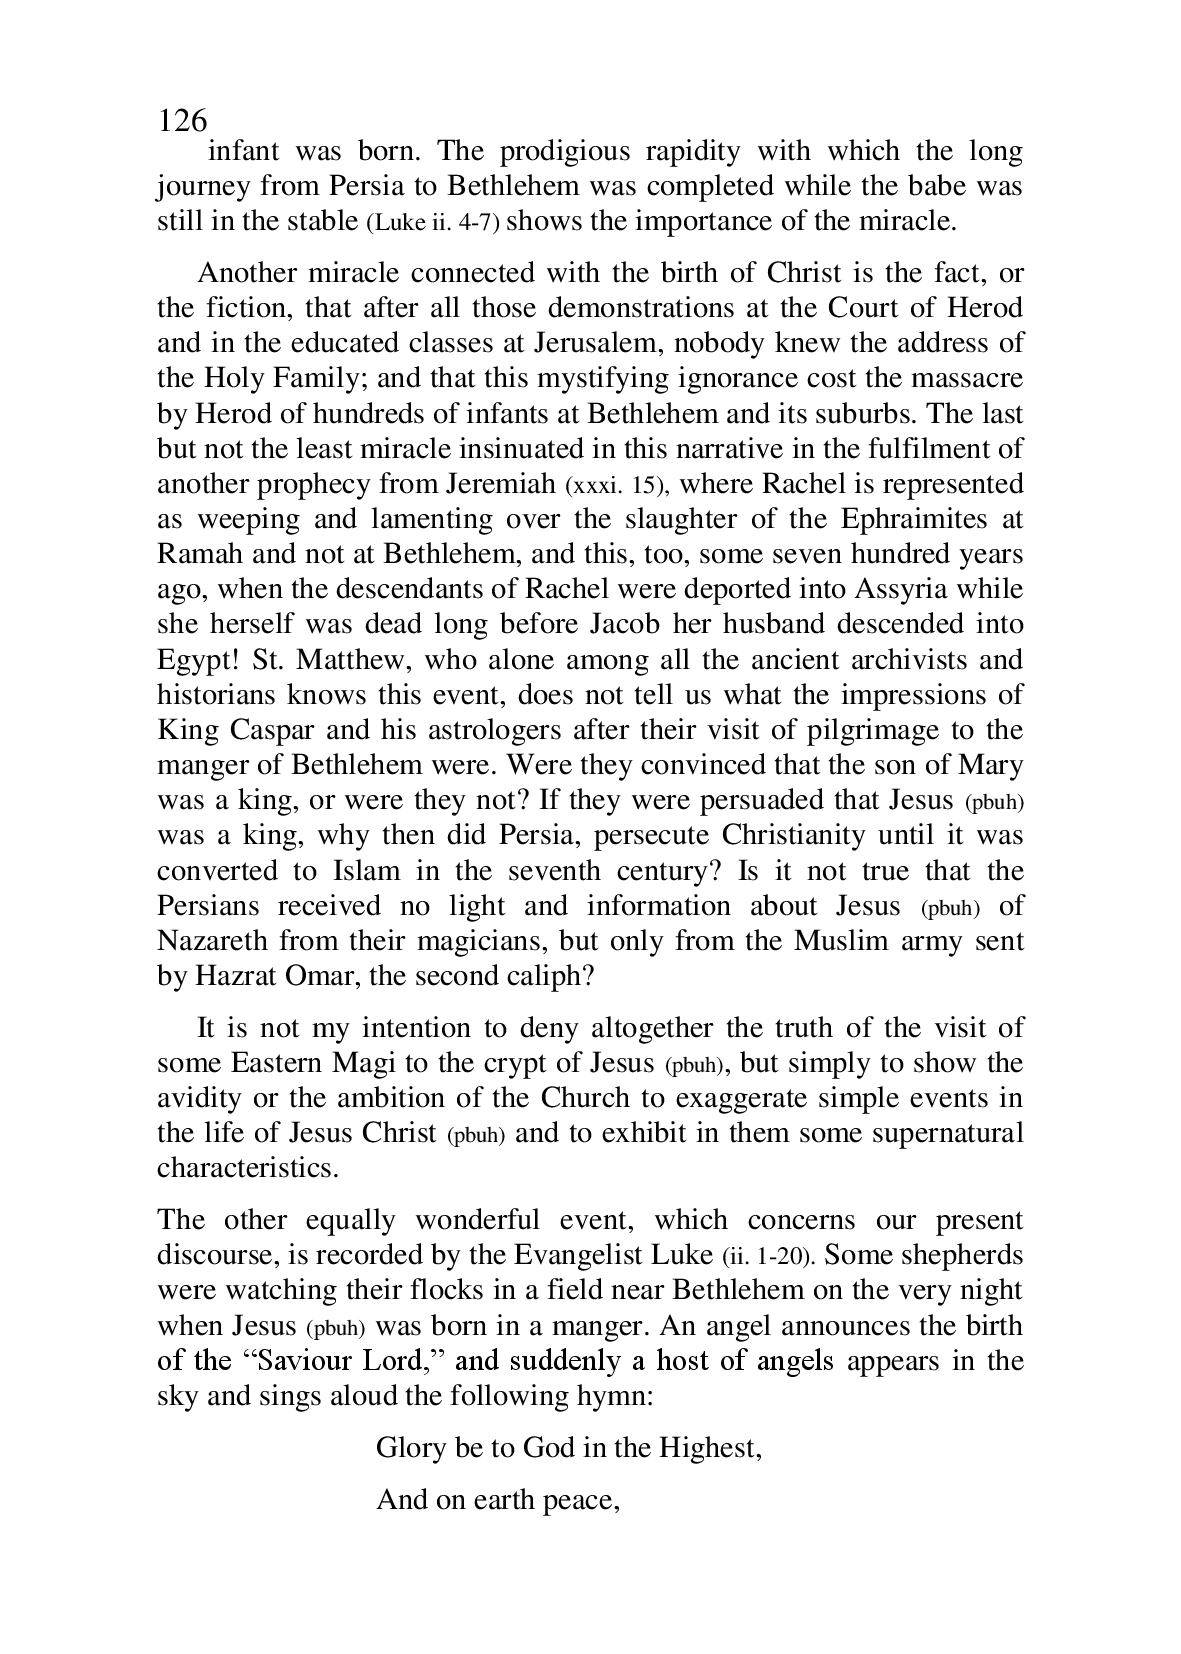 126
infant was born. The prodigious rapidity with which the long
journey from Persia to Bethlehem was completed while the babe was
still in the stable (Luke ii. 4-7) shows the importance of the miracle.
Another miracle connected with the birth of Christ is the fact, or
the fiction, that after all those demonstrations at the Court of Herod
and in the educated classes at Jerusalem, nobody knew the address of
the Holy Family; and that this mystifying ignorance cost the massacre
by Herod of hundreds of infants at Bethlehem and its suburbs. The last
but not the least miracle insinuated in this narrative in the fulfilment of
another prophecy from Jeremiah (xxxi. 15), where Rachel is represented
as weeping and lamenting over the slaughter of the Ephraimites at
Ramah and not at Bethlehem, and this, too, some seven hundred years
ago, when the descendants of Rachel were deported into Assyria while
she herself was dead long before Jacob her husband descended into
Egypt! St. Matthew, who alone among all the ancient archivists and
historians knows this event, does not tell us what the impressions of
King Caspar and his astrologers after their visit of pilgrimage to the
manger of Bethlehem were. Were they convinced that the son of Mary
was a king, or were they not? If they were persuaded that Jesus (pbuh)
was a king, why then did Persia, persecute Christianity until it was
converted to Islam in the seventh century? Is it not true that the
Persians received no light and information about Jesus (pbuh) of
Nazareth from their magicians, but only from the Muslim army sent
by Hazrat Omar, the second caliph?
It is not my intention to deny altogether the truth of the visit of
some Eastern Magi to the crypt of Jesus (pbuh), but simply to show the
avidity or the ambition of the Church to exaggerate simple events in
the life of Jesus Christ (pbuh) and to exhibit in them some supernatural
characteristics.
The other equally wonderful event, which concerns our present
discourse, is recorded by the Evangelist Luke (ii. 1-20). Some shepherds
were watching their flocks in a field near Bethlehem on the very night
when Jesus (pbuh) was born in a manger. An angel announces the birth
of the “Saviour Lord,” and suddenly a host of angels appears in the
sky and sings aloud the following hymn:
Glory be to God in the Highest,
And on earth peace,